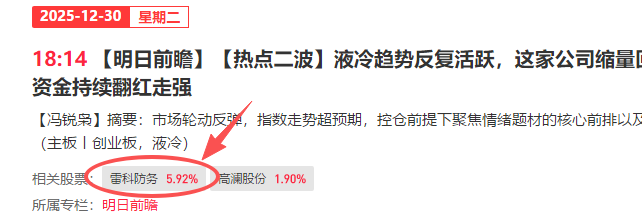 2025-12-30 星期二
18:14 【明日前瞻】【热点二波】液冷趋势反复活跃，这家公司缩量回
资金持续翻红走强
【冯锐枭】摘要：市场轮动反弹，指数走势超预期，控仓前提下聚焦情绪题材的核心前排以及
（主板丨创业板，液冷）
相关股票： 雷科防务 5.92% 高澜股份 1.90%
所属专栏：明日前瞻